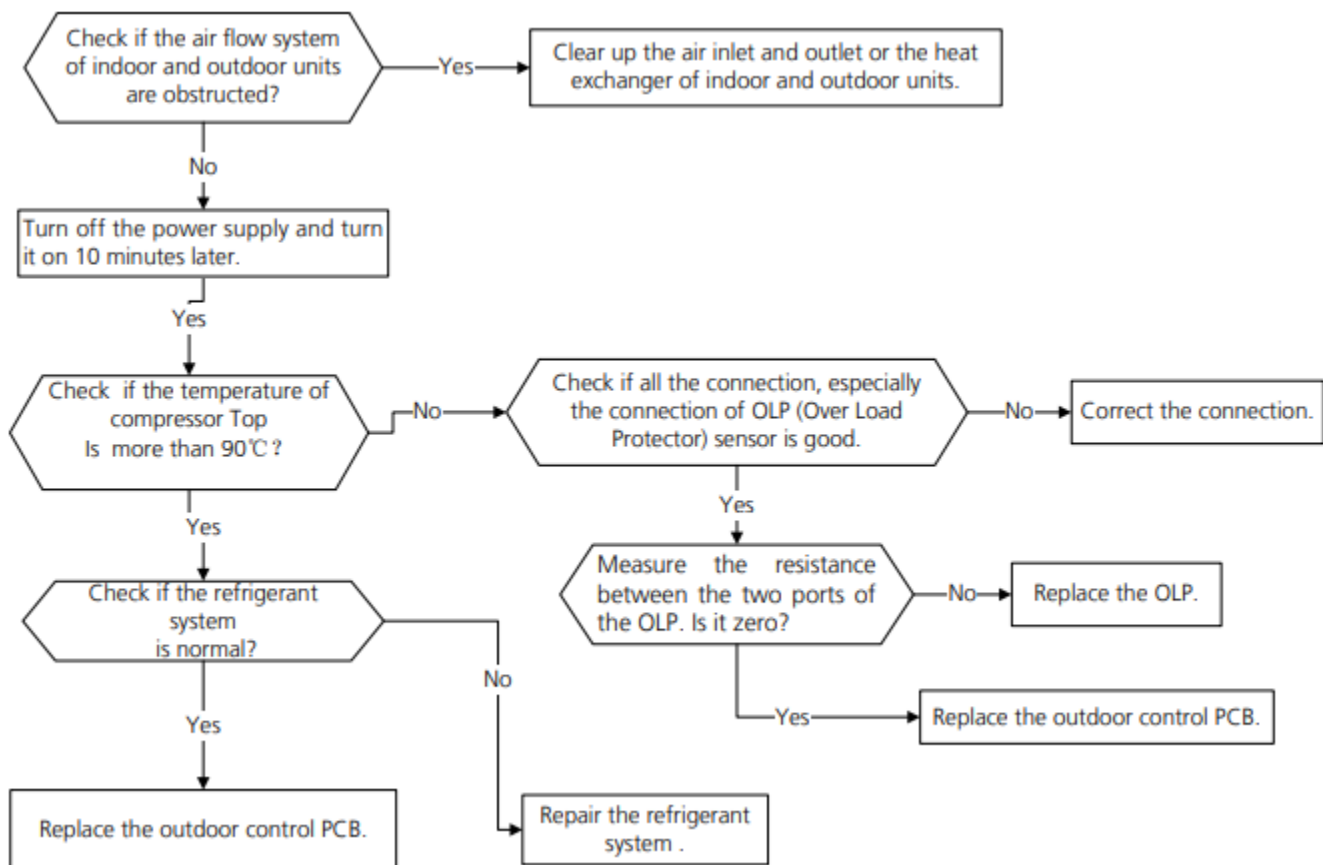 Check if the air flow system
of indoor and outdoor units
are obstructed?
Yes
Clear up the air inlet and outlet or the heat
exchanger of indoor and outdoor units.
No
Turn off the power supply and turn
it on 10 minutes later.
Yes
Check if the temperature of
compressor Top
Is more than 90℃?
No
Check if all the connection, especially
the connection of OLP (Over Load
Protector) sensor is good.
No
Correct the connection.
Yes
Yes
Measure the resistance
between the two ports of
the OLP. Is it zero?
No
Replace the OLP.
Check if the refrigerant
system
is normal?
No
Yes
Yes
Replace the outdoor control PCB.
Replace the outdoor control PCB.
Repair the refrigerant
system .